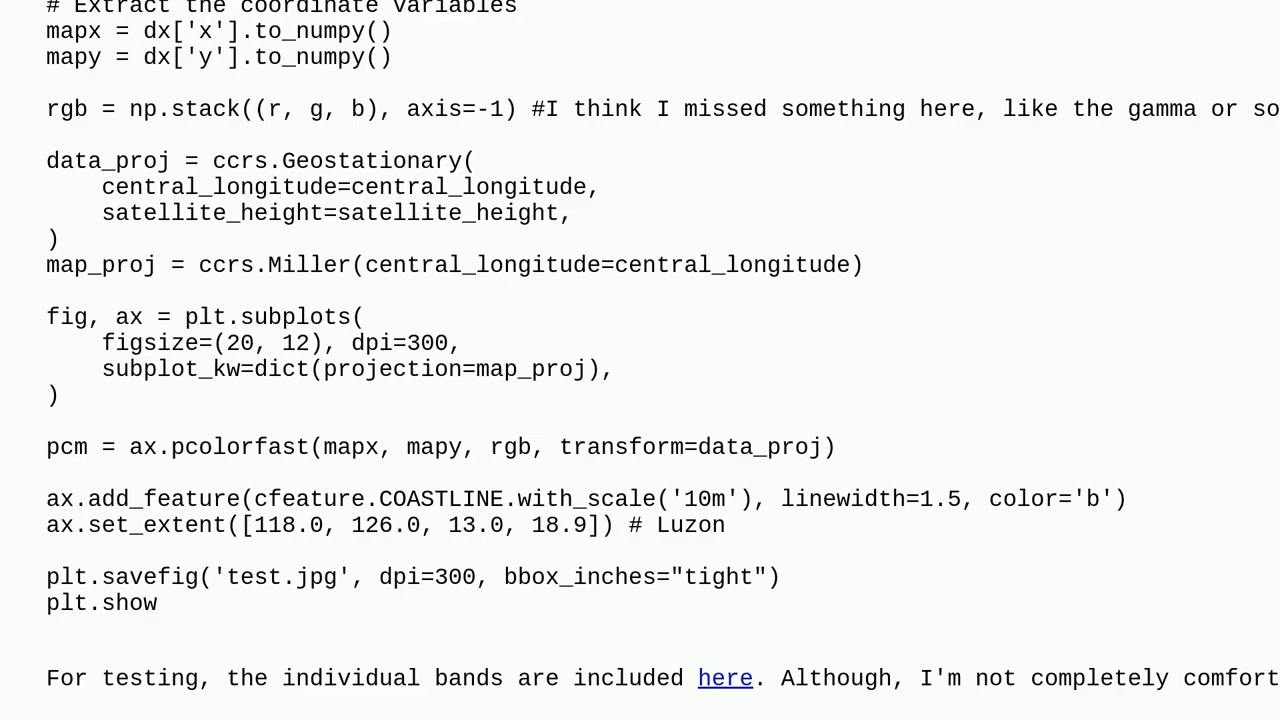 # Extract the coordinate variables
mapx = dx['x'].to_numpy()
mapy = dx['y'].to_numpy()
rgb = np.stack((r, g, b), axis=-1) #I think I missed something here, like the gamma or so
data_proj = ccrs.Geostationary(
    central_longitude=central_longitude,
    satellite_height=satellite_height,
)
map_proj = ccrs.Miller(central_longitude=central_longitude)
fig, ax = plt.subplots(
    figsize=(20, 12), dpi=300,
    subplot_kw=dict(projection=map_proj),
)
pcm = ax.pcolorfast(mapx, mapy, rgb, transform=data_proj)
ax.add_feature(cfeature.COASTLINE.with_scale('10m'), linewidth=1.5, color='b')
ax.set_extent([118.0, 126.0, 13.0, 18.9]) # Luzon
plt.savefig('test.jpg', dpi=300, bbox_inches="tight")
plt.show
For testing, the individual bands are included here. Although, I'm not completely comfort